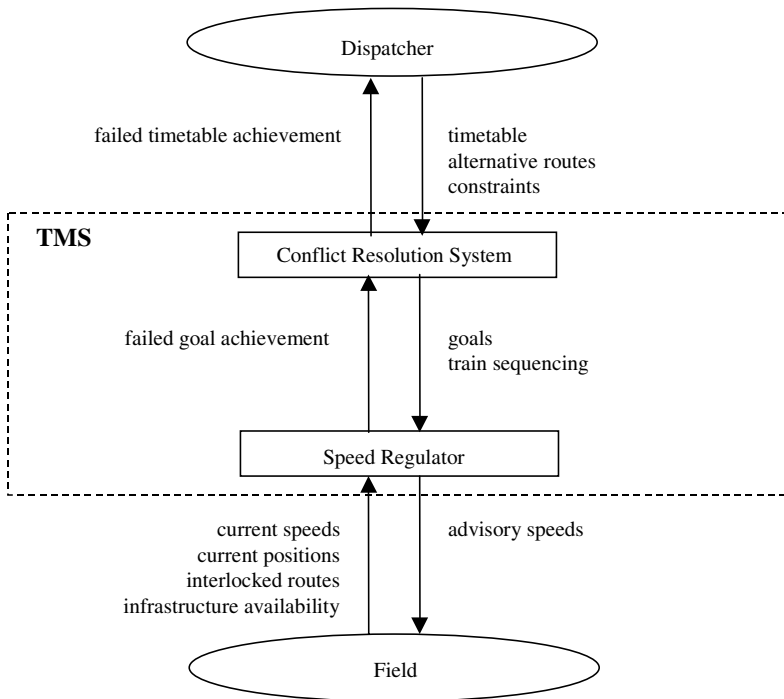 Dispatcher
failed timetable achievement
timetable
alternative routes
constraints
TMS
Conflict Resolution System
failed goal achievement
goals
train sequencing
Speed Regulator
current speeds
current positions
interlocked routes
infrastructure availability
advisory speeds
Field